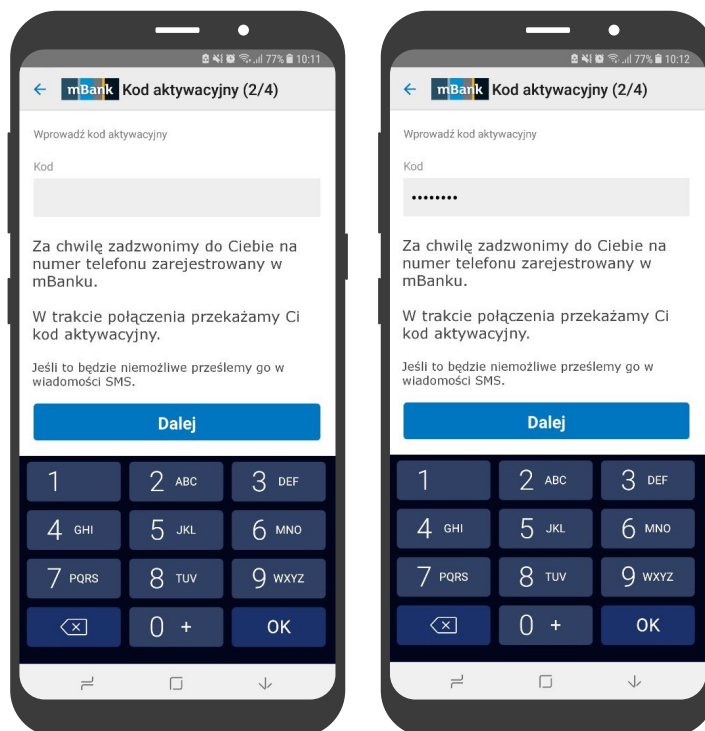 77% 10:11
mBank Kod aktywacyjny (2/4)
Wprowadź kod aktywacyjny
Kod
Za chwilę zadzwonimy do Ciebie na
numer telefonu zarejestrowany w
mBanku.
W trakcie połączenia przekażamy Ci
kod aktywacyjny.
Jeśli to będzie niemożliwe prześlemy go w
wiadomości SMS.
Dalej
1 2 ABC 3 DEF
4 GHI 5 JKL 6 MNO
7 PQRS 8 TUV 9 WXYZ
0 + OK
77% 10:12
mBank Kod aktywacyjny (2/4)
Wprowadź kod aktywacyjny
Kod
••••••••
Za chwilę zadzwonimy do Ciebie na
numer telefonu zarejestrowany w
mBanku.
W trakcie połączenia przekażamy Ci
kod aktywacyjny.
Jeśli to będzie niemożliwe prześlemy go w
wiadomości SMS.
Dalej
1 2 ABC 3 DEF
4 GHI 5 JKL 6 MNO
7 PQRS 8 TUV 9 WXYZ
0 + OK